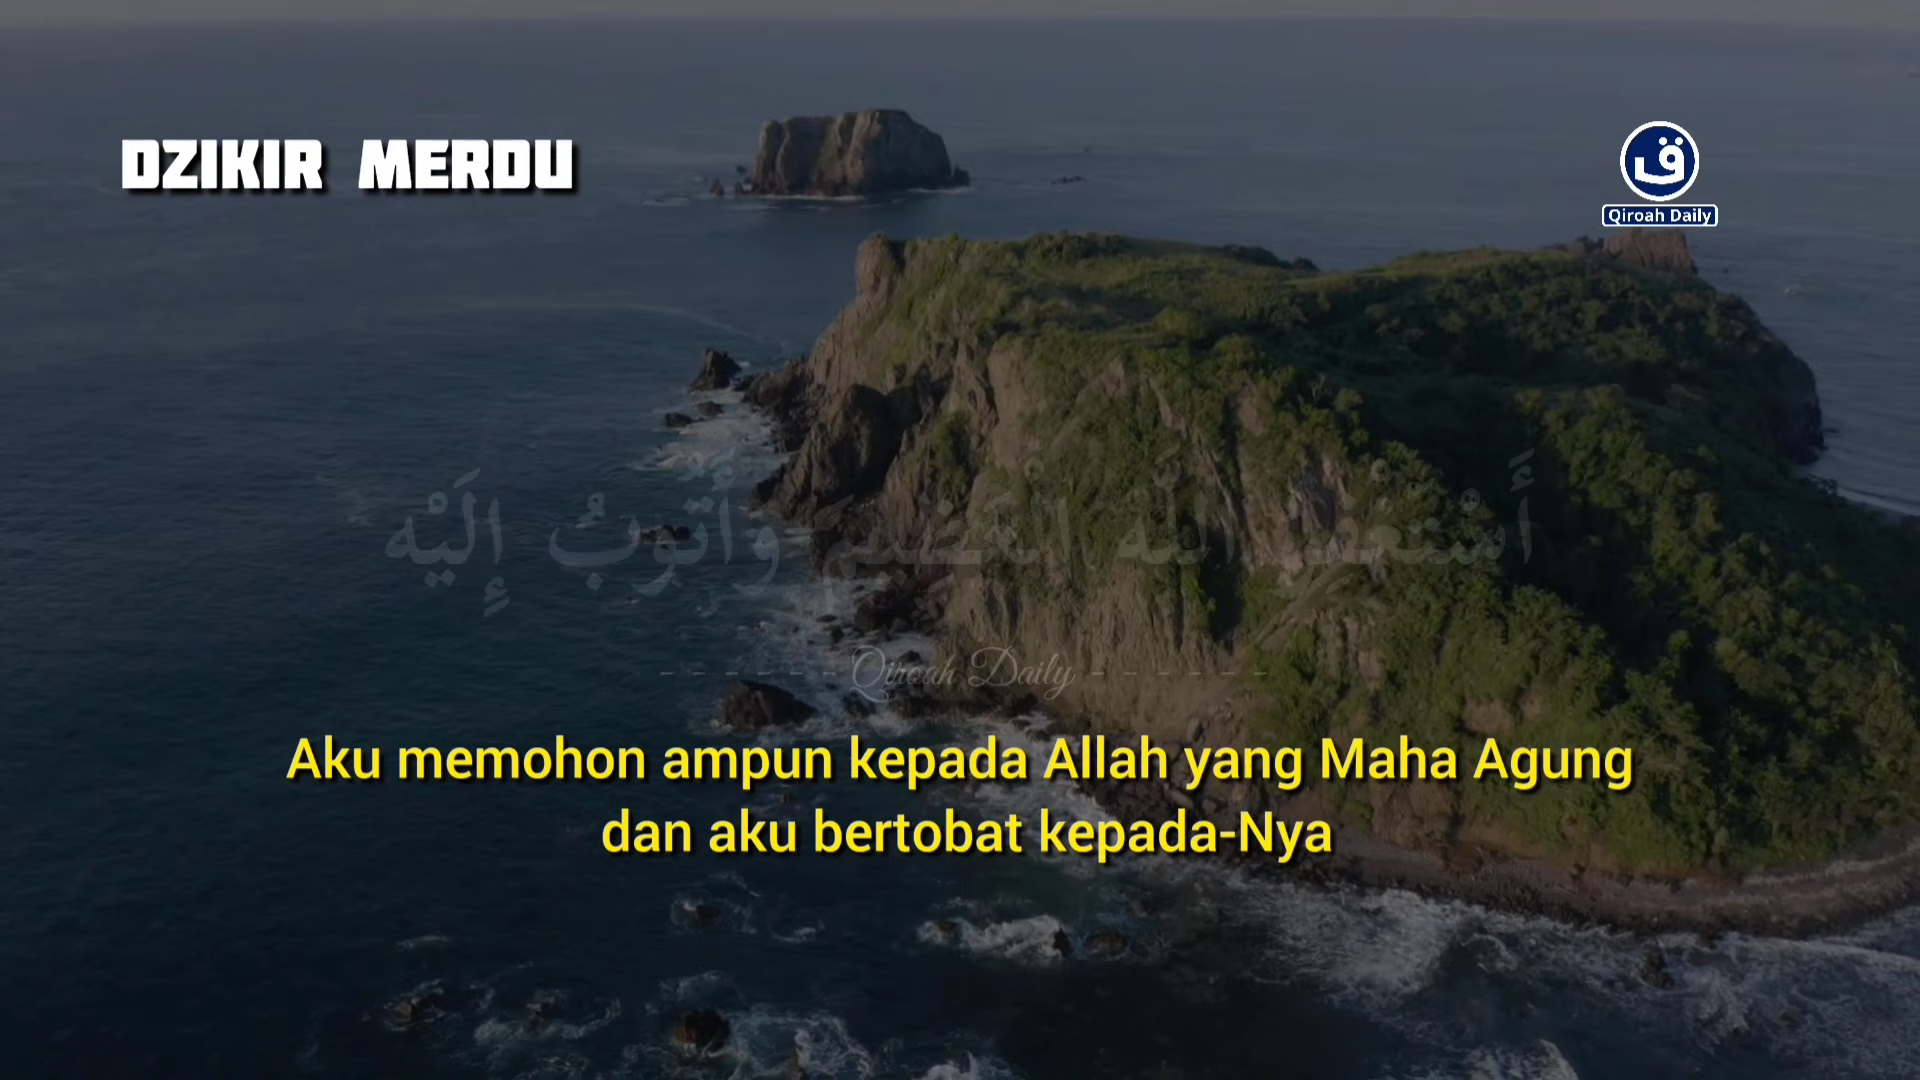 DZIKIR MERDU
ق
Qiroah Daily
أَسْتَغْفِرُ اللّٰهَ الْعَظِيْمَ وَأَتُوْبُ إِلَيْهِ
Qiroah Daily
Aku memohon ampun kepada Allah yang Maha Agung
dan aku bertobat kepada-Nya